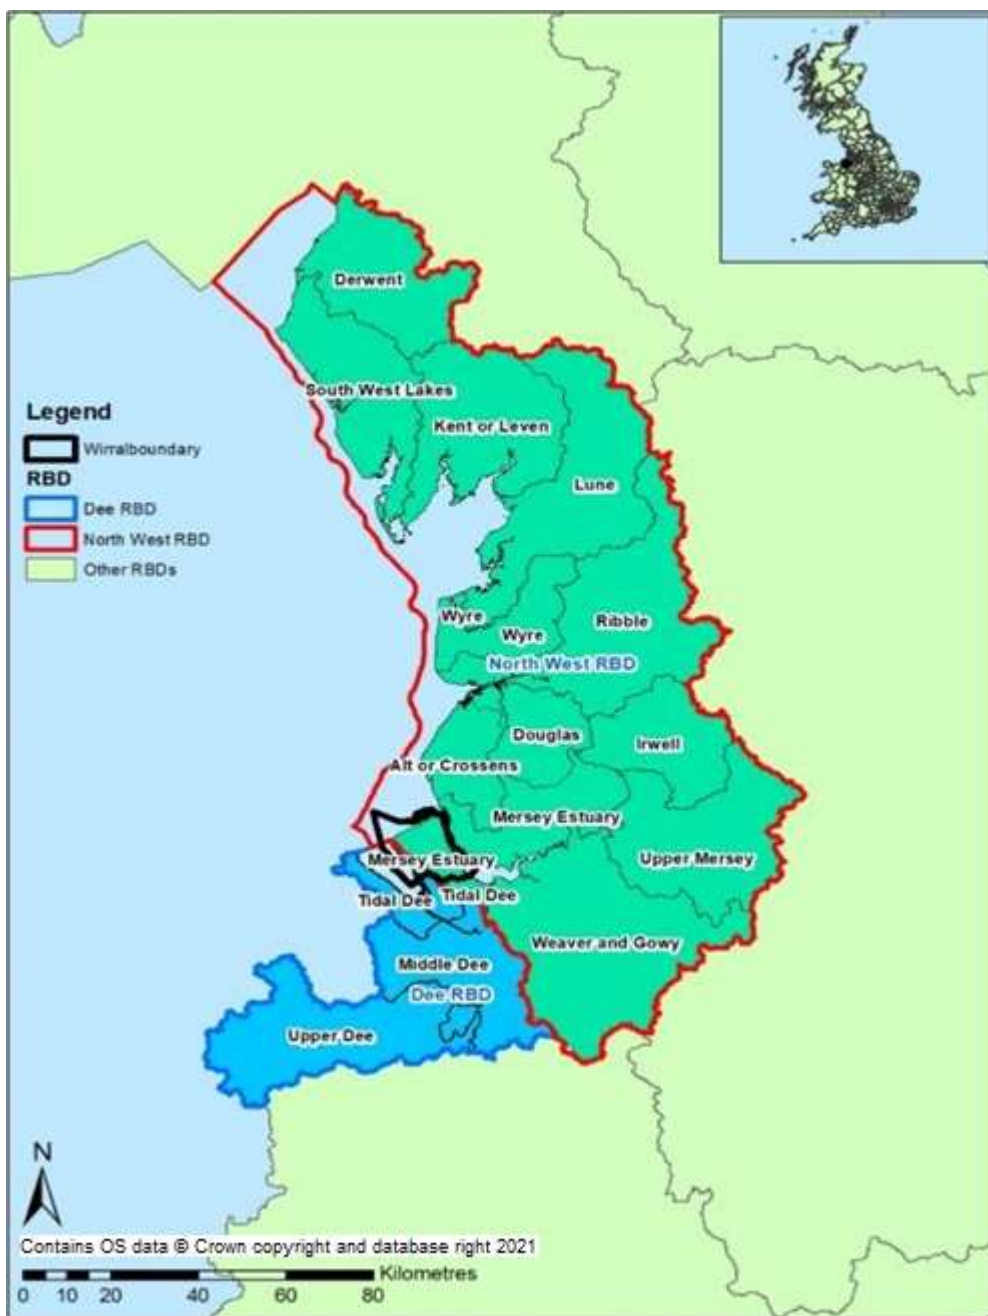 Derwent
South West Lakes
Kent or Leven
Lune
Legend
Wirralboundary
RBD
Dee RBD
North West RBD
Other RBDs
Wyre
Wyre
Ribble
North West RBD
Douglas
Irwell
Alt or Crossens
Mersey Estuary
Mersey Estuary
Upper Mersey
Tidal Dee
Tidal Dee
Weaver and Gowy
Middle Dee
Dee RBD
Upper Dee
N
Contains OS data © Crown copyright and database right 2021
Kilometres
0 10 20 40 60 80